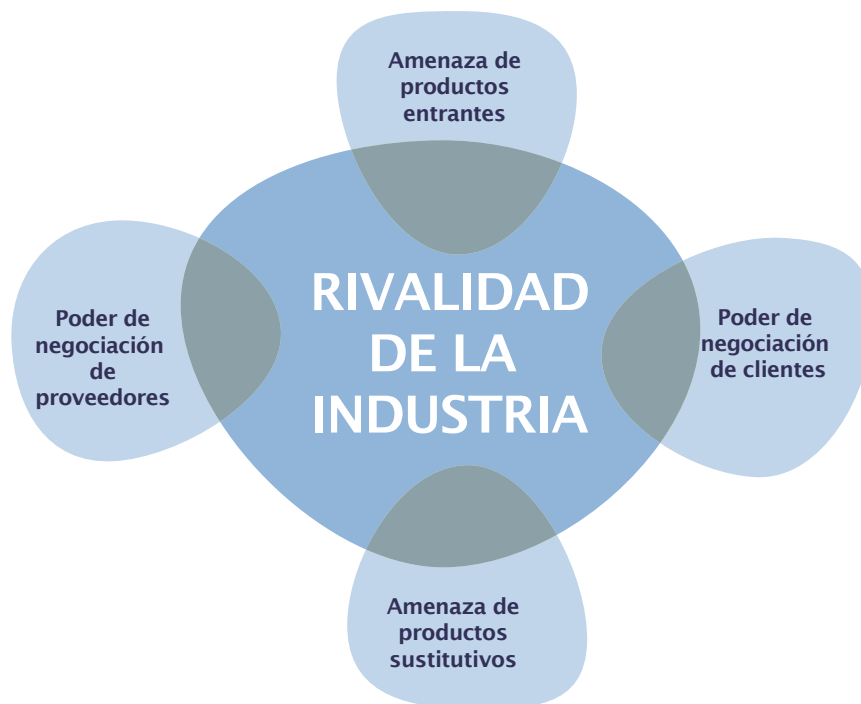 Amenaza de
productos
entrantes
RIVALIDAD
DE LA
INDUSTRIA
Poder de
negociación
de
proveedores
Poder de
negociación
de clientes
Amenaza de
productos
sustitutivos